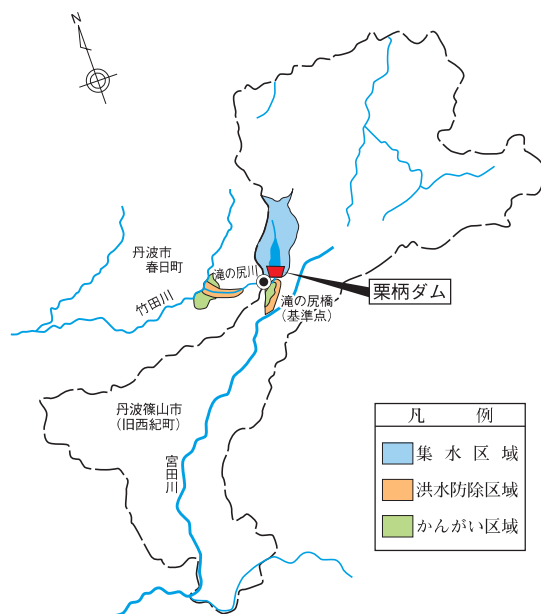 N
丹波市
春日町
滝の尻川
竹田川
栗柄ダム
滝の尻橋
(基準点)
丹波篠山市
(旧西紀町)
宮田川
凡 例
集水区域
洪水防除区域
かんがい区域